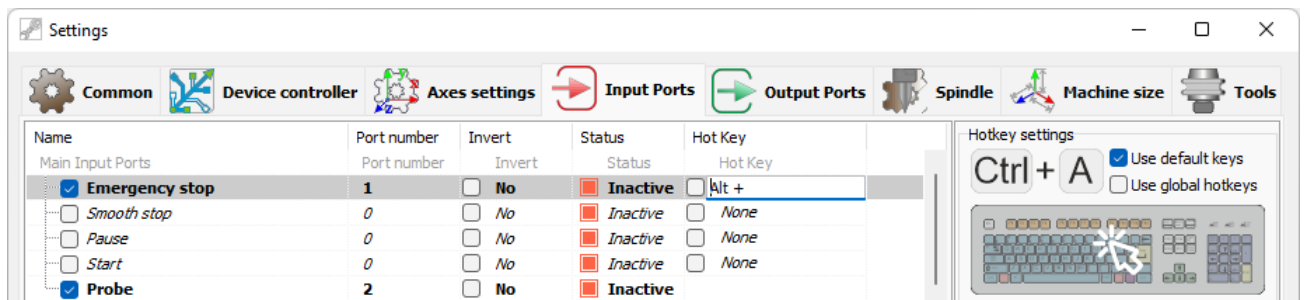 Settings
Common Device controller Axes settings Input Ports Output Ports Spindle Machine size Tools
Name Port number Invert Status Hot Key
Main Input Ports Port number Invert Status Hot Key
Emergency stop 1 No Inactive Alt +
Smooth stop 0 No Inactive None
Pause 0 No Inactive None
Start 0 No Inactive None
Probe 2 No Inactive
Hotkey settings
Ctrl + A
Use default keys
Use global hotkeys